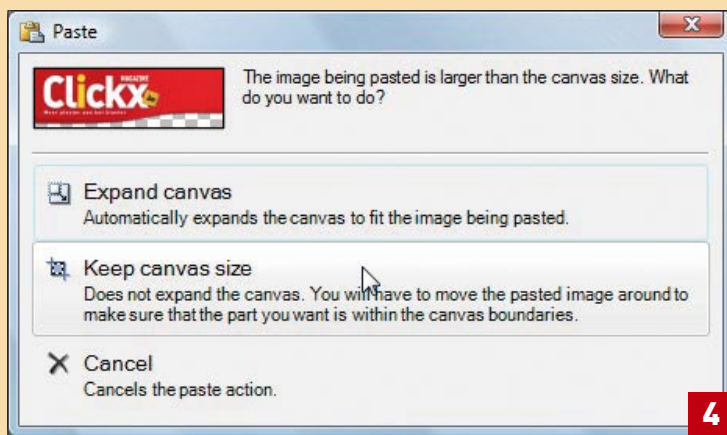 Paste
Clickx
MAGAZINE
The image being pasted is larger than the canvas size. What
do you want to do?
Expand canvas
Automatically expands the canvas to fit the image being pasted.
Keep canvas size
Does not expand the canvas. You will have to move the pasted image around to
make sure that the part you want is within the canvas boundaries.
Cancel
Cancels the paste action.
4